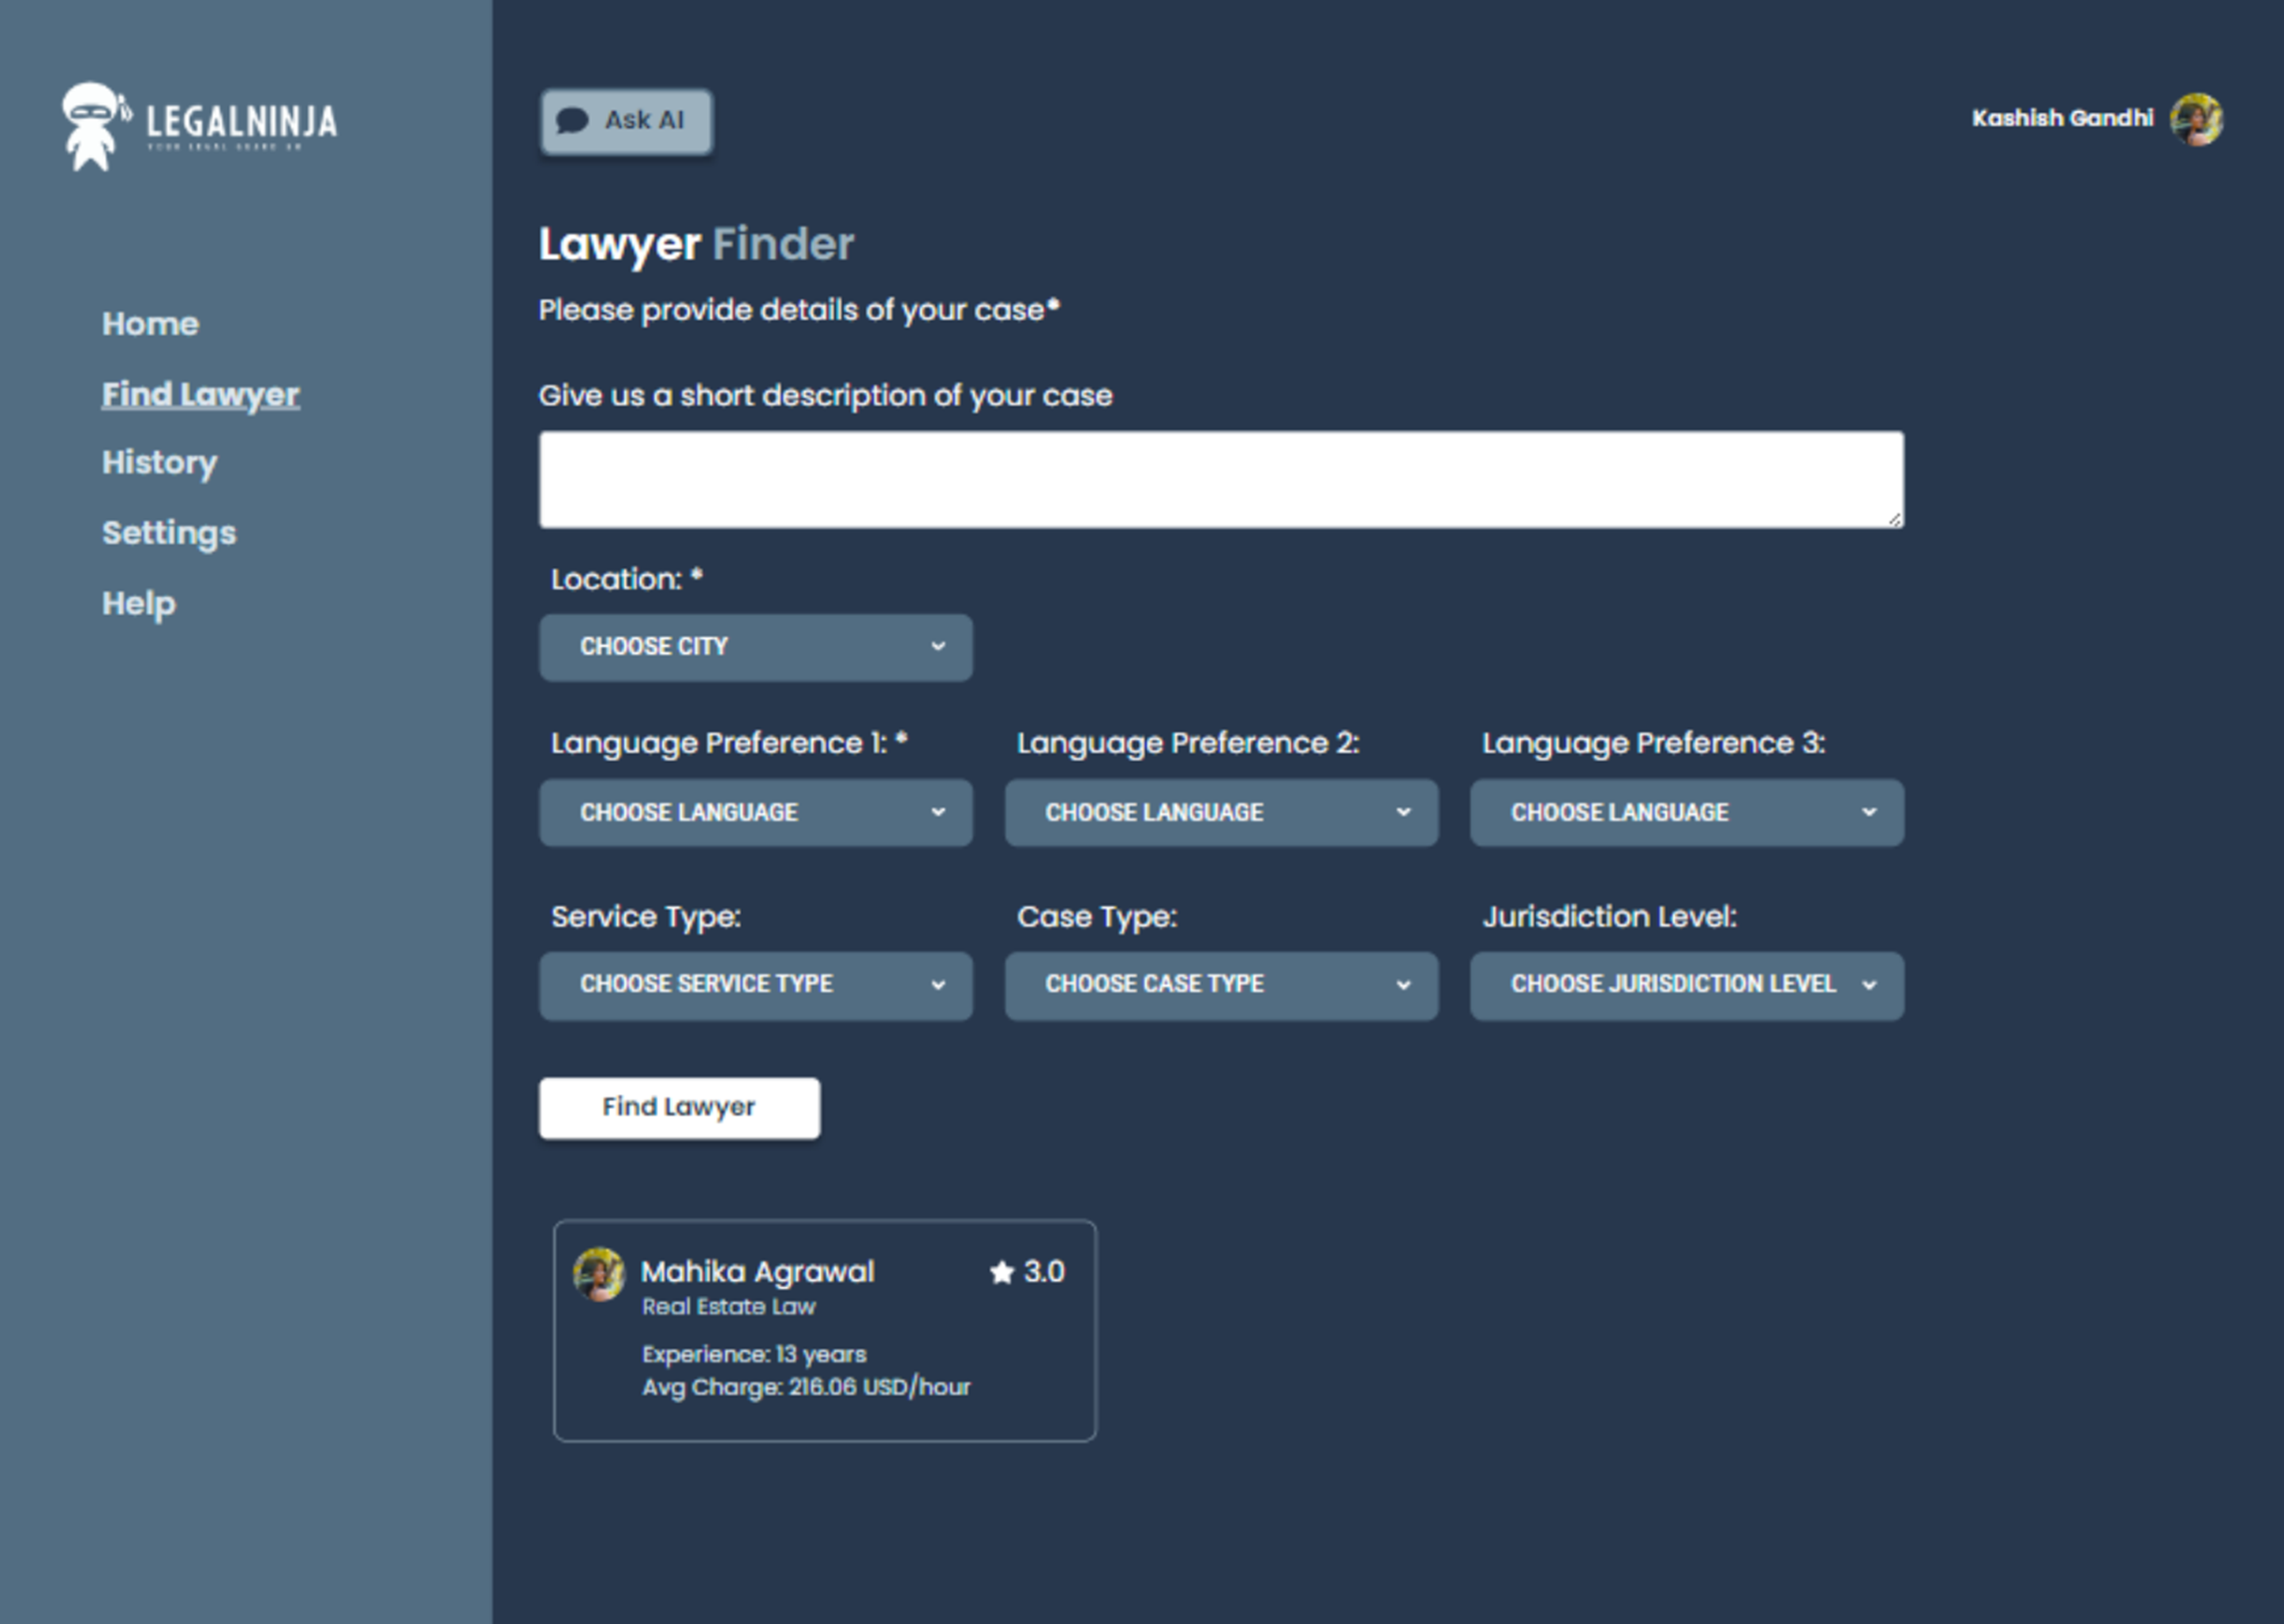 LEGALNINJA
Ask AI
Kashish Gandhi
Home
Find Lawyer
History
Settings
Help
Lawyer Finder
Please provide details of your case*
Give us a short description of your case
Location: *
CHOOSE CITY
Language Preference 1: * Language Preference 2: Language Preference 3:
CHOOSE LANGUAGE CHOOSE LANGUAGE CHOOSE LANGUAGE
Service Type: Case Type: Jurisdiction Level:
CHOOSE SERVICE TYPE CHOOSE CASE TYPE CHOOSE JURISDICTION LEVEL
Find Lawyer
Mahika Agrawal 3.0
Real Estate Law
Experience: 13 years
Avg Charge: 216.06 USD/hour